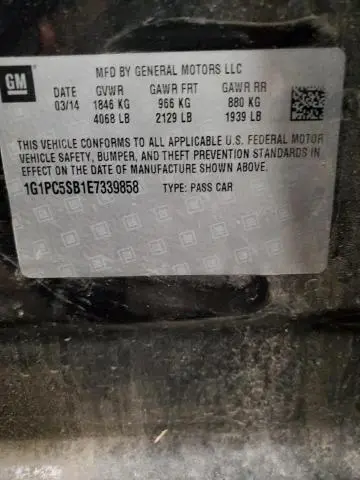 GM
MFD BY GENERAL MOTORS LLC
DATE GVWR GAWR FRT GAWR RR
03/14 1846 KG 966 KG 880 KG
4068 LB 2129 LB 1939 LB
THIS VEHICLE CONFORMS TO ALL APPLICABLE U.S. FEDERAL MOTOR
VEHICLE SAFETY, BUMPER, AND THEFT PREVENTION STANDARDS IN
EFFECT ON THE DATE OF MANUFACTURE SHOWN ABOVE.
1G1PC5SB1E7339858 TYPE: PASS CAR